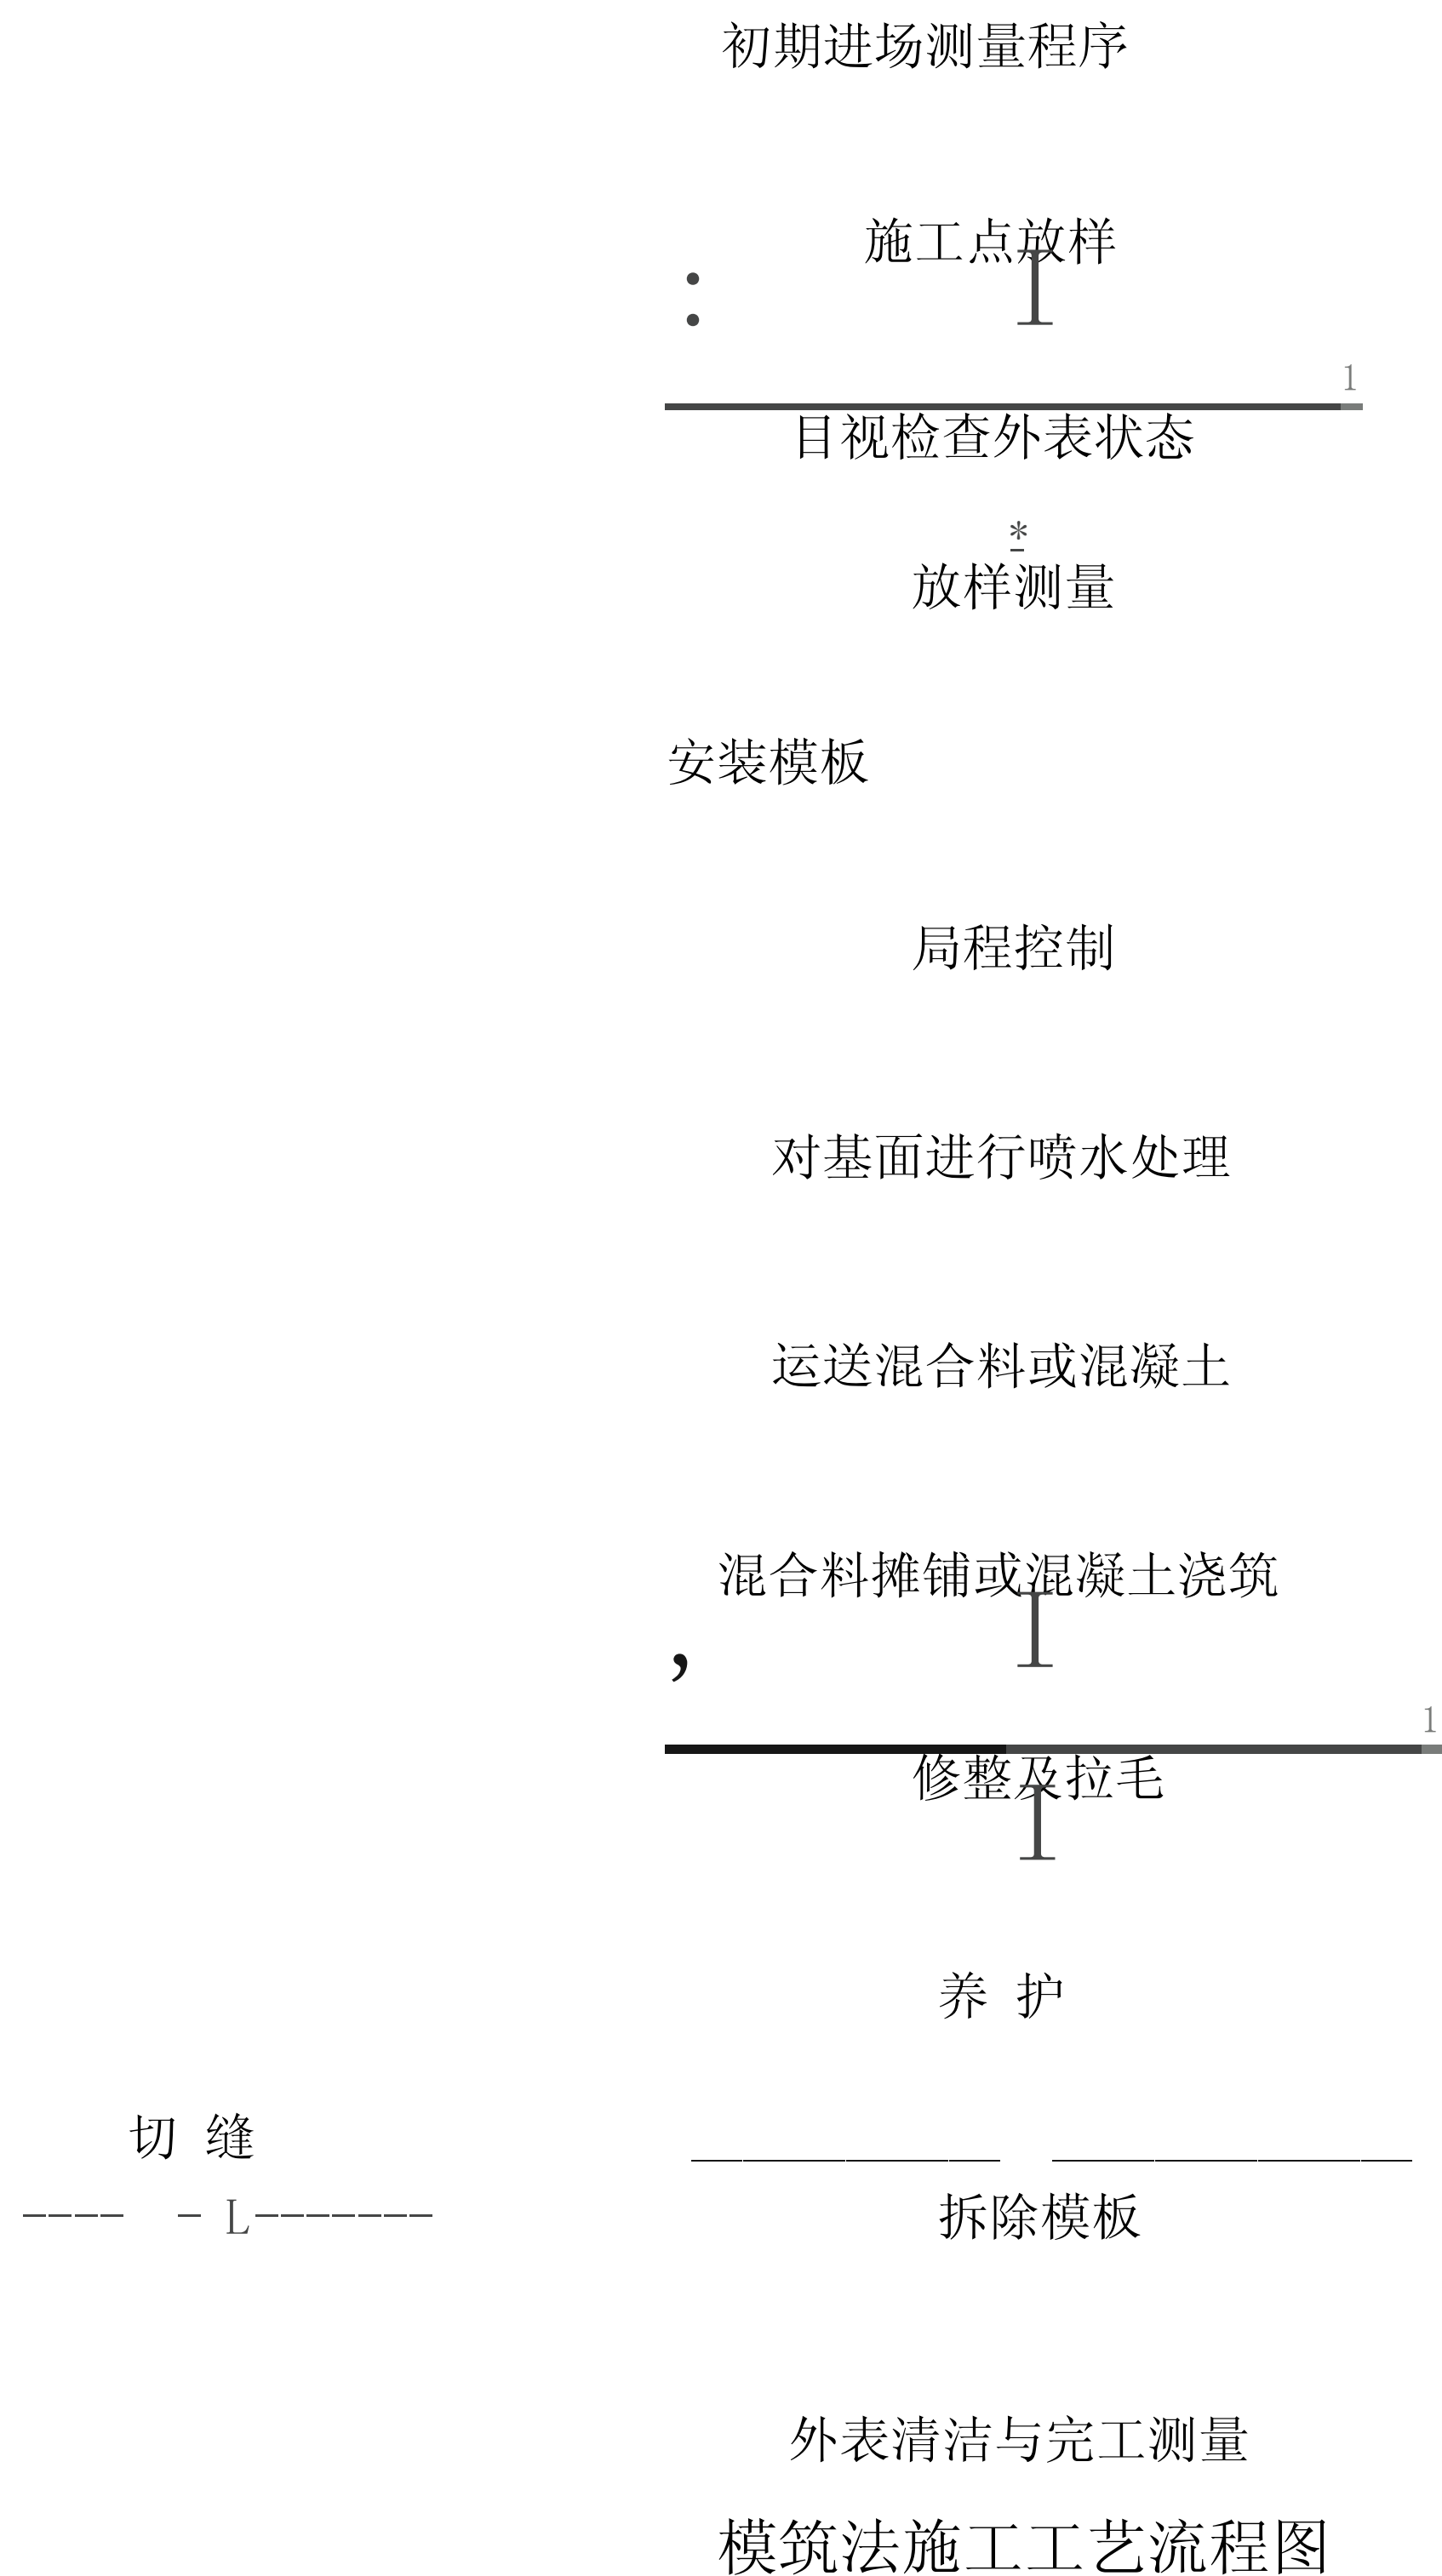 初期进场测量程序
施工点放样
: I
1
目视检查外表状态
*
放样测量
安装模板
局程控制
对基面进行喷水处理
运送混合料或混凝土
混合料摊铺或混凝土浇筑
, I
1
修整及拉毛
I
养 护
切 缝
---- - L-------
拆除模板
外表清洁与完工测量
模筑法施工工艺流程图